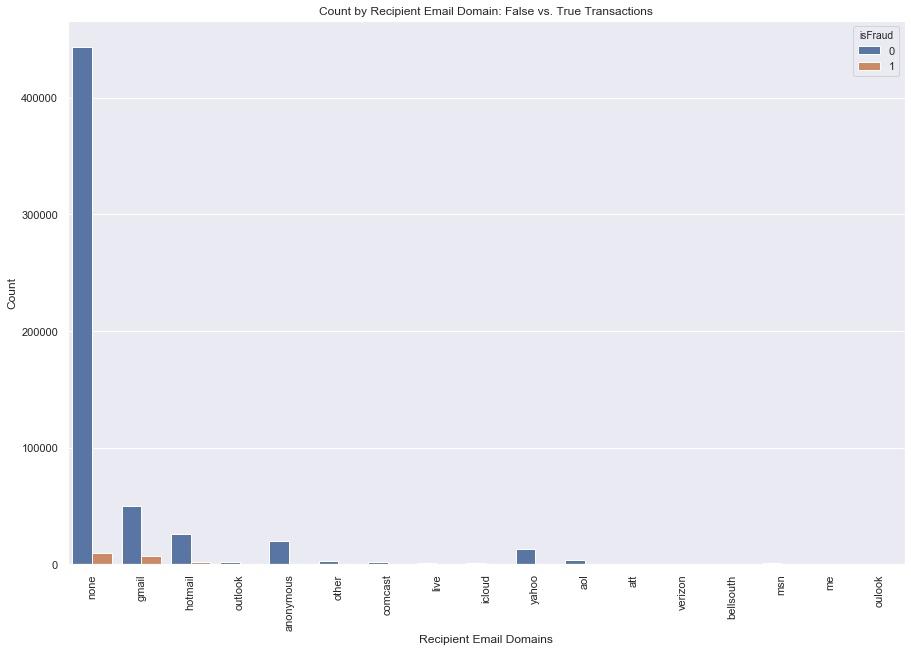 Count by Recipient Email Domain: False vs. True Transactions
isFraud
0
1
400000
300000
200000
100000
0
Count
none
gmail
hotmail
outlook
anonymous
other
comcast
live
icloud
yahoo
aol
att
verizon
bellsouth
msn
me
oulook
Recipient Email Domains